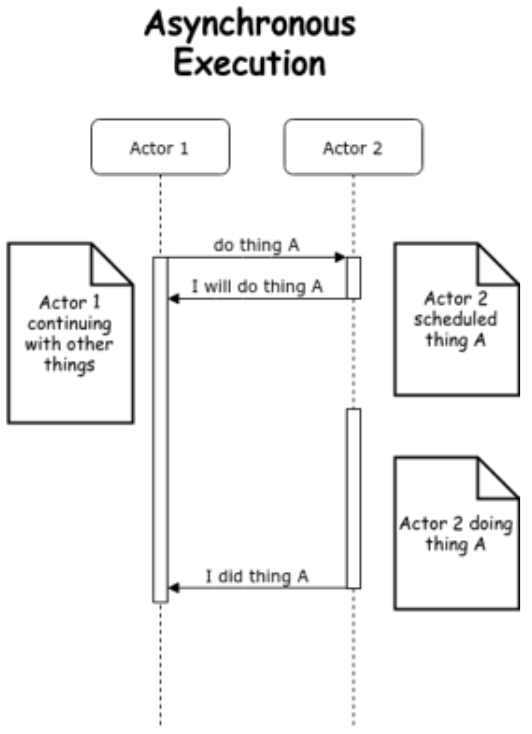 Asynchronous
Execution
Actor 1
Actor 2
do thing A
I will do thing A
Actor 1
continuing
with other
things
Actor 2
scheduled
thing A
Actor 2 doing
thing A
I did thing A